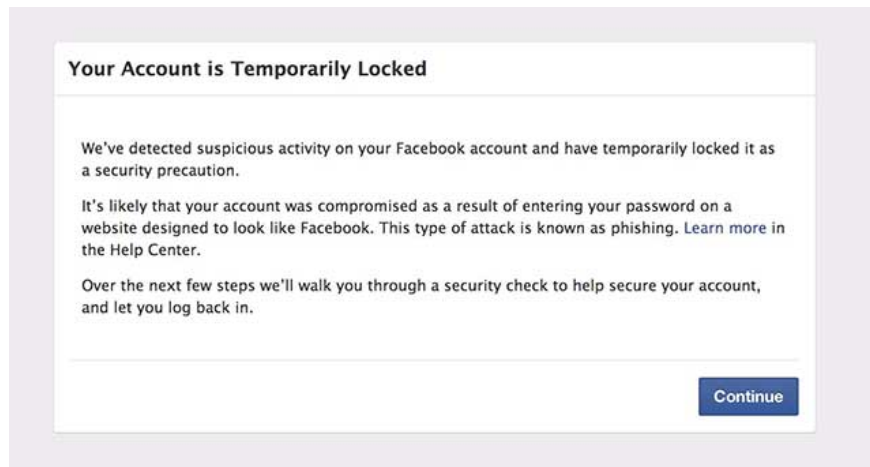 Your Account is Temporarily Locked
We've detected suspicious activity on your Facebook account and have temporarily locked it as
a security precaution.
It's likely that your account was compromised as a result of entering your password on a
website designed to look like Facebook. This type of attack is known as phishing. Learn more in
the Help Center.
Over the next few steps we'll walk you through a security check to help secure your account,
and let you log back in.
Continue